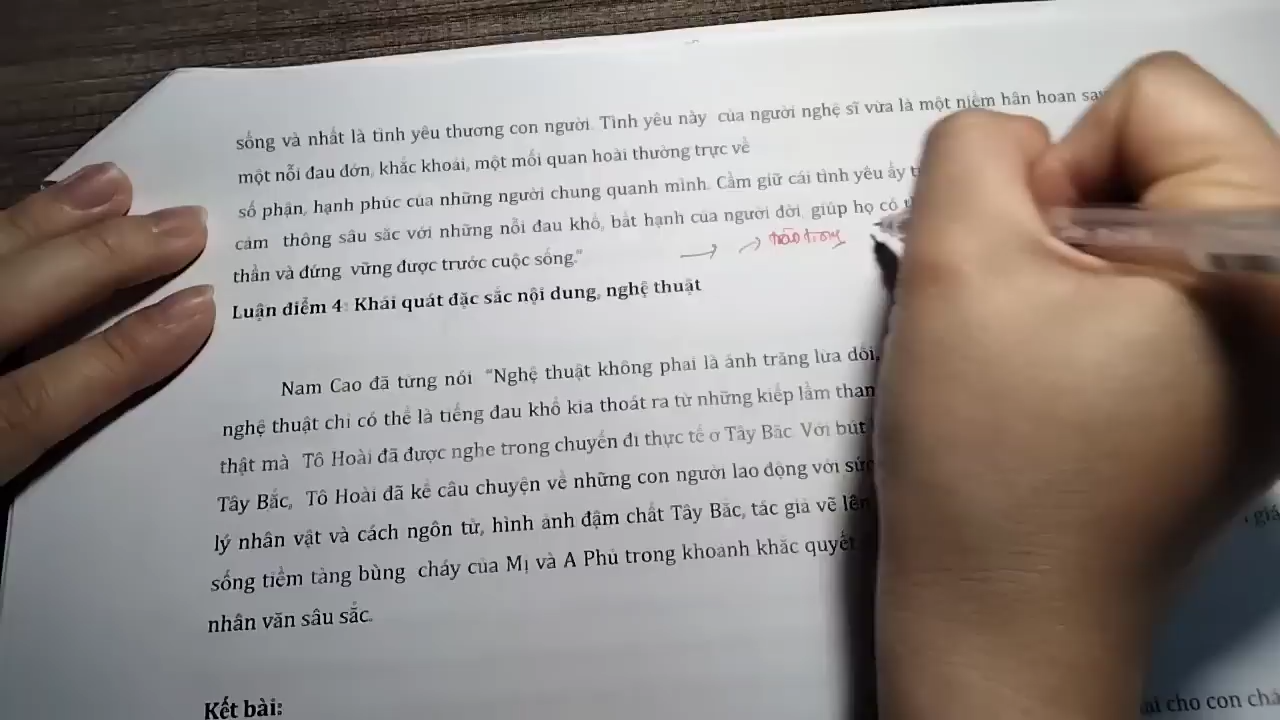 sống và nhất là tình yêu thương con người. Tình yêu này của người nghệ sĩ vừa là một niềm hân hoan say
một nỗi đau đớn, khắc khoải, một mối quan hoài thường trực về
số phận, hạnh phúc của những người chung quanh mình. Cầm giữ cái tình yêu ấy
cảm thông sâu sắc với những nỗi đau khổ, bất hạnh của người đời, giúp họ có
thần và đứng vững được trước cuộc sống."
→ → trân trọng
Luận điểm 4: Khái quát đặc sắc nội dung, nghệ thuật
Nam Cao đã từng nói "Nghệ thuật không phải là ánh trăng lừa dối,
nghệ thuật chỉ có thể là tiếng đau khổ kia thoát ra từ những kiếp lầm than
thật mà Tô Hoài đã được nghe trong chuyến đi thực tế ở Tây Bắc. Với bút
Tây Bắc, Tô Hoài đã kể câu chuyện về những con người lao động với sức
lý nhân vật và cách ngôn từ, hình ảnh đậm chất Tây Bắc, tác giả vẽ lên
sống tiềm tàng bùng cháy của Mị và A Phủ trong khoảnh khắc quyết
nhân văn sâu sắc.
Kết bài:
cho con